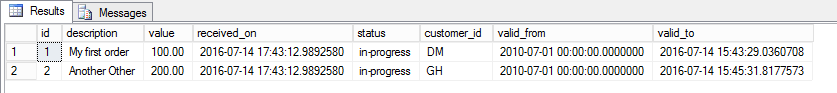 Results Messages
id description value received_on status customer_id valid_from valid_to
1 1 My first order 100.00 2016-07-14 17:43:12.9892580 in-progress DM 2010-07-01 00:00:00.0000000 2016-07-14 15:43:29.0360708
2 2 Another Other 200.00 2016-07-14 17:43:12.9892580 in-progress GH 2010-07-01 00:00:00.0000000 2016-07-14 15:45:31.8177573